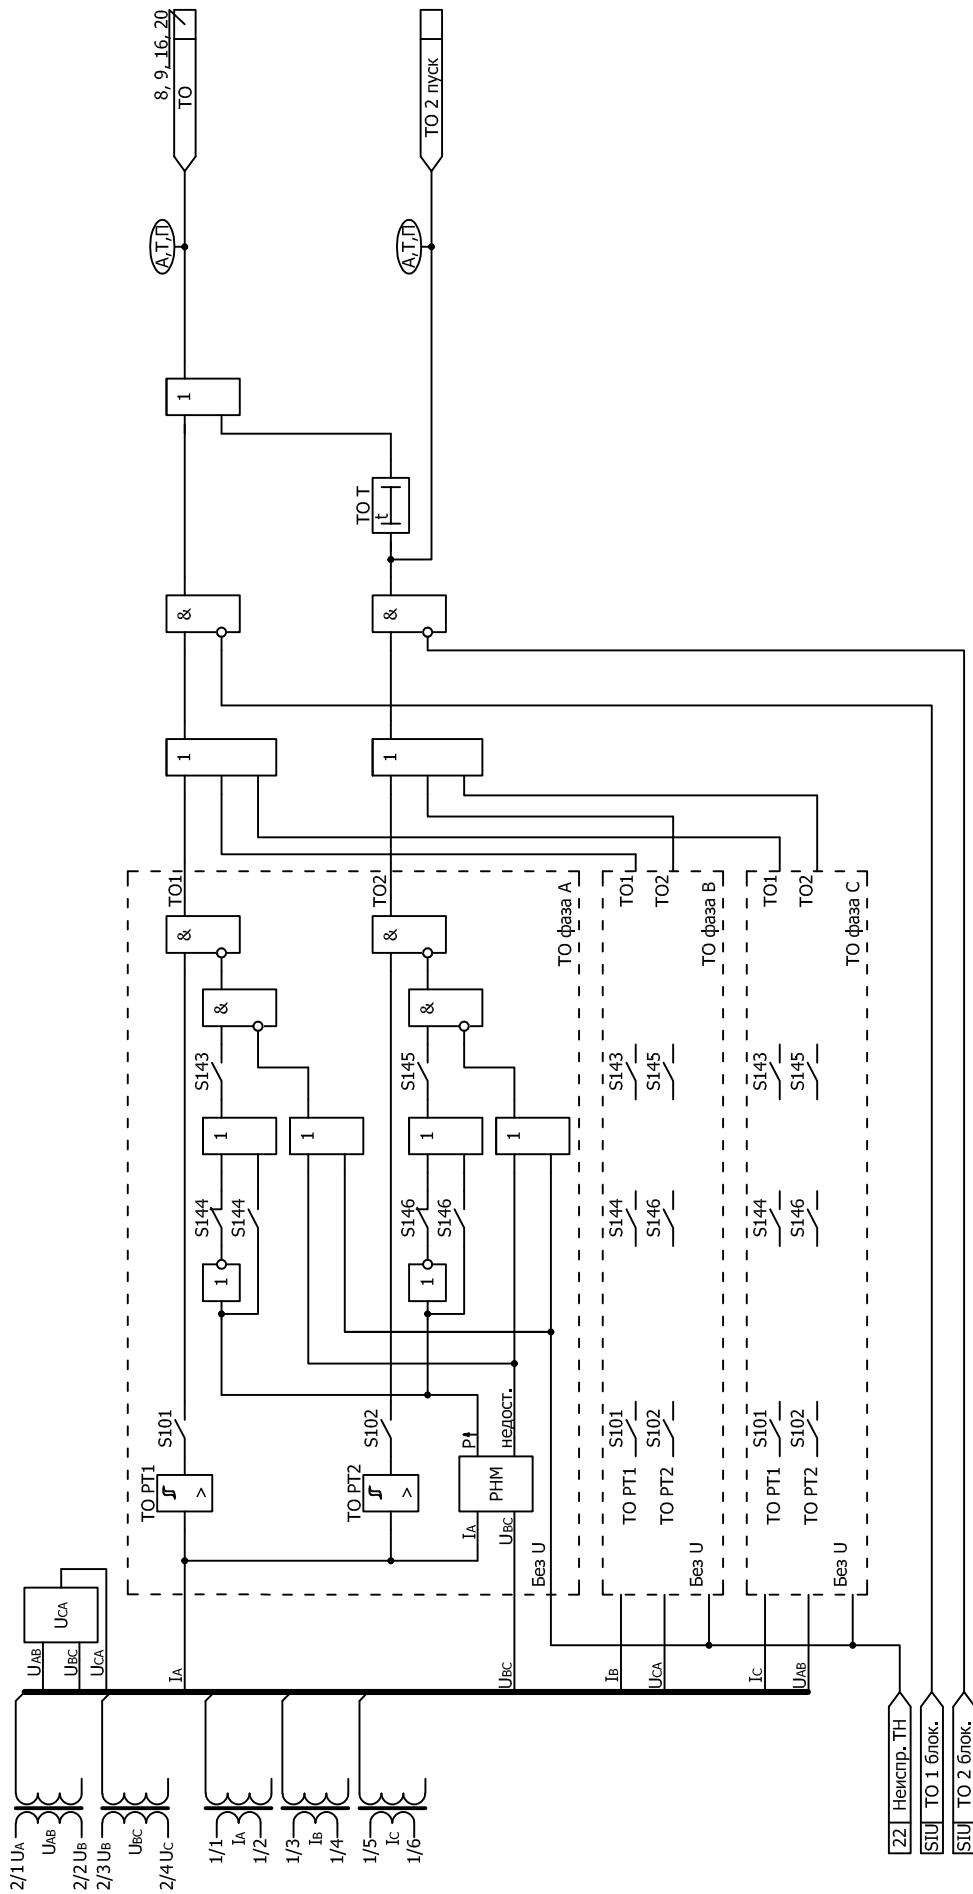 2/1 UA
UAB
2/2 UB
2/3 UB
UBC
2/4 UC
1/1
IA
1/2
1/3
IB
1/4
1/5
IC
1/6
UAB
UBC
UCA
UCA
IA
UBC
IB
UCA
IC
UAB
22 Неиспр. ТН
SIU ТО 1 блок.
SIU ТО 2 блок.
ТО РТ1
>
S101
ТО РТ2
>
S102
IA
UBC
РНМ
P
недост.
Без U
1
S144
S144
1
S143
&
1
&
ТО1
1
S146
S146
1
S145
&
1
&
ТО2
ТО фаза А
ТО РТ1
S101
S144
S143
ТО1
ТО РТ2
S102
S146
S145
ТО2
Без U
ТО фаза В
ТО РТ1
S101
S144
S143
ТО1
ТО РТ2
S102
S146
S145
ТО2
Без U
ТО фаза С
1
&
1
А,Т,П
ТО
8, 9, 16, 20
1
&
ТО Т
t
А,Т,П
ТО 2 пуск